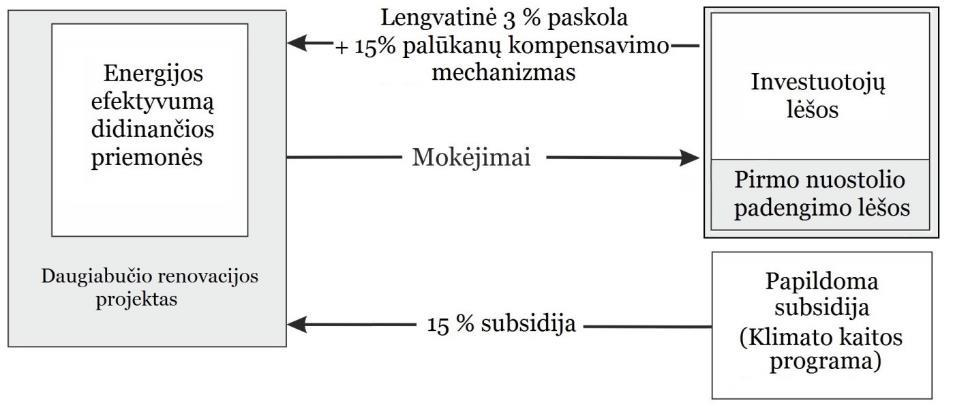 Lengvatinė 3 % paskola
+ 15% palūkanų kompensavimo
mechanizmas
Energijos
efektyvumą
didinančios
priemonės
Investuotojų
lėšos
Mokėjimai
Pirmo nuostolio
padengimo lėšos
Daugiabučio renovacijos
projektas
15 % subsidija
Papildoma
subsidija
(Klimato kaitos
programa)